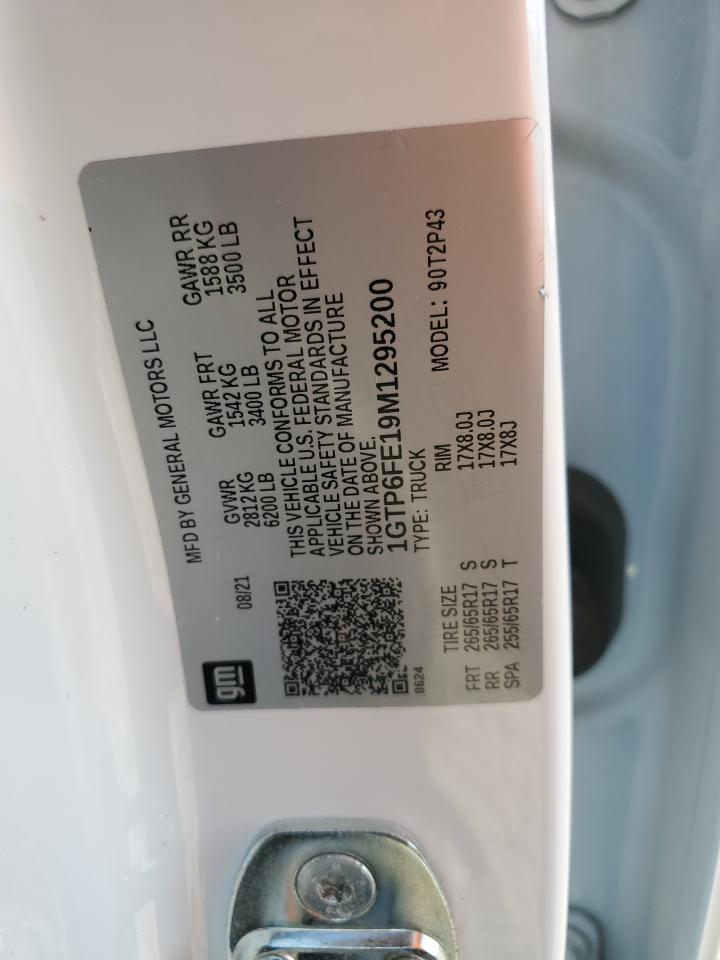 gm
MFD BY GENERAL MOTORS LLC
08/21
GVWR GAWR FRT GAWR RR
2812 KG 1542 KG 1588 KG
6200 LB 3400 LB 3500 LB
THIS VEHICLE CONFORMS TO ALL
APPLICABLE U.S. FEDERAL MOTOR
VEHICLE SAFETY STANDARDS IN EFFECT
ON THE DATE OF MANUFACTURE
SHOWN ABOVE.
1GTP6FE19M1295200
8624
TYPE: TRUCK MODEL: 90T2P43
TIRE SIZE RIM
FRT 265/65R17 S 17X8.0J
RR 265/65R17 S 17X8.0J
SPA 255/65R17 T 17X8J